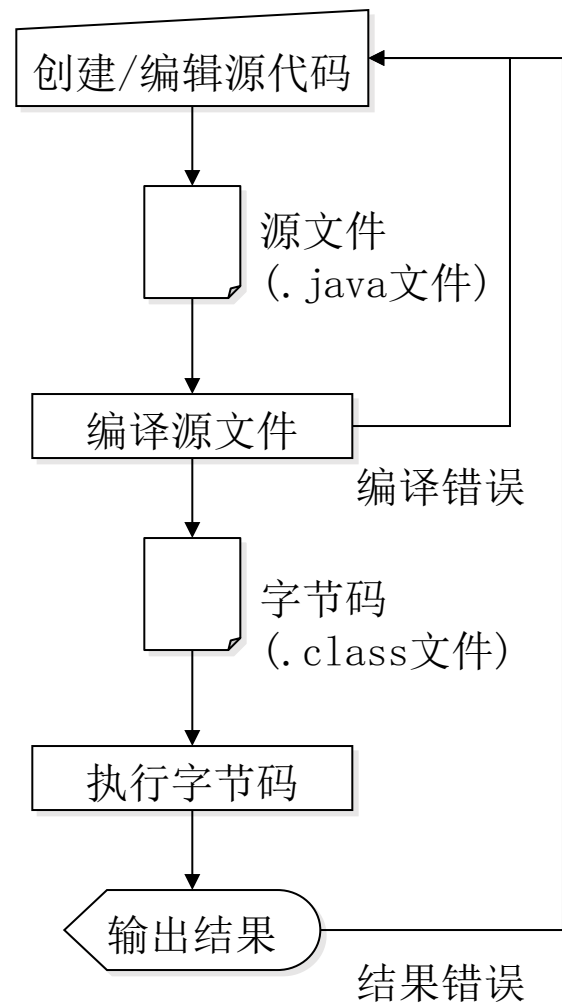 创建/编辑源代码
源文件
(.java文件)
编译源文件
编译错误
字节码
(.class文件)
执行字节码
输出结果
结果错误